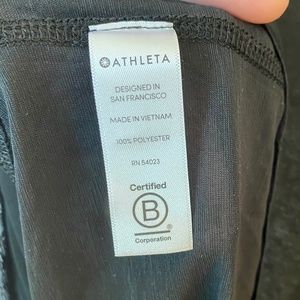 ATHLETA
DESIGNED IN
SAN FRANCISCO
MADE IN VIETNAM
100% POLYESTER
RN 54023
Certified
B
Corporation